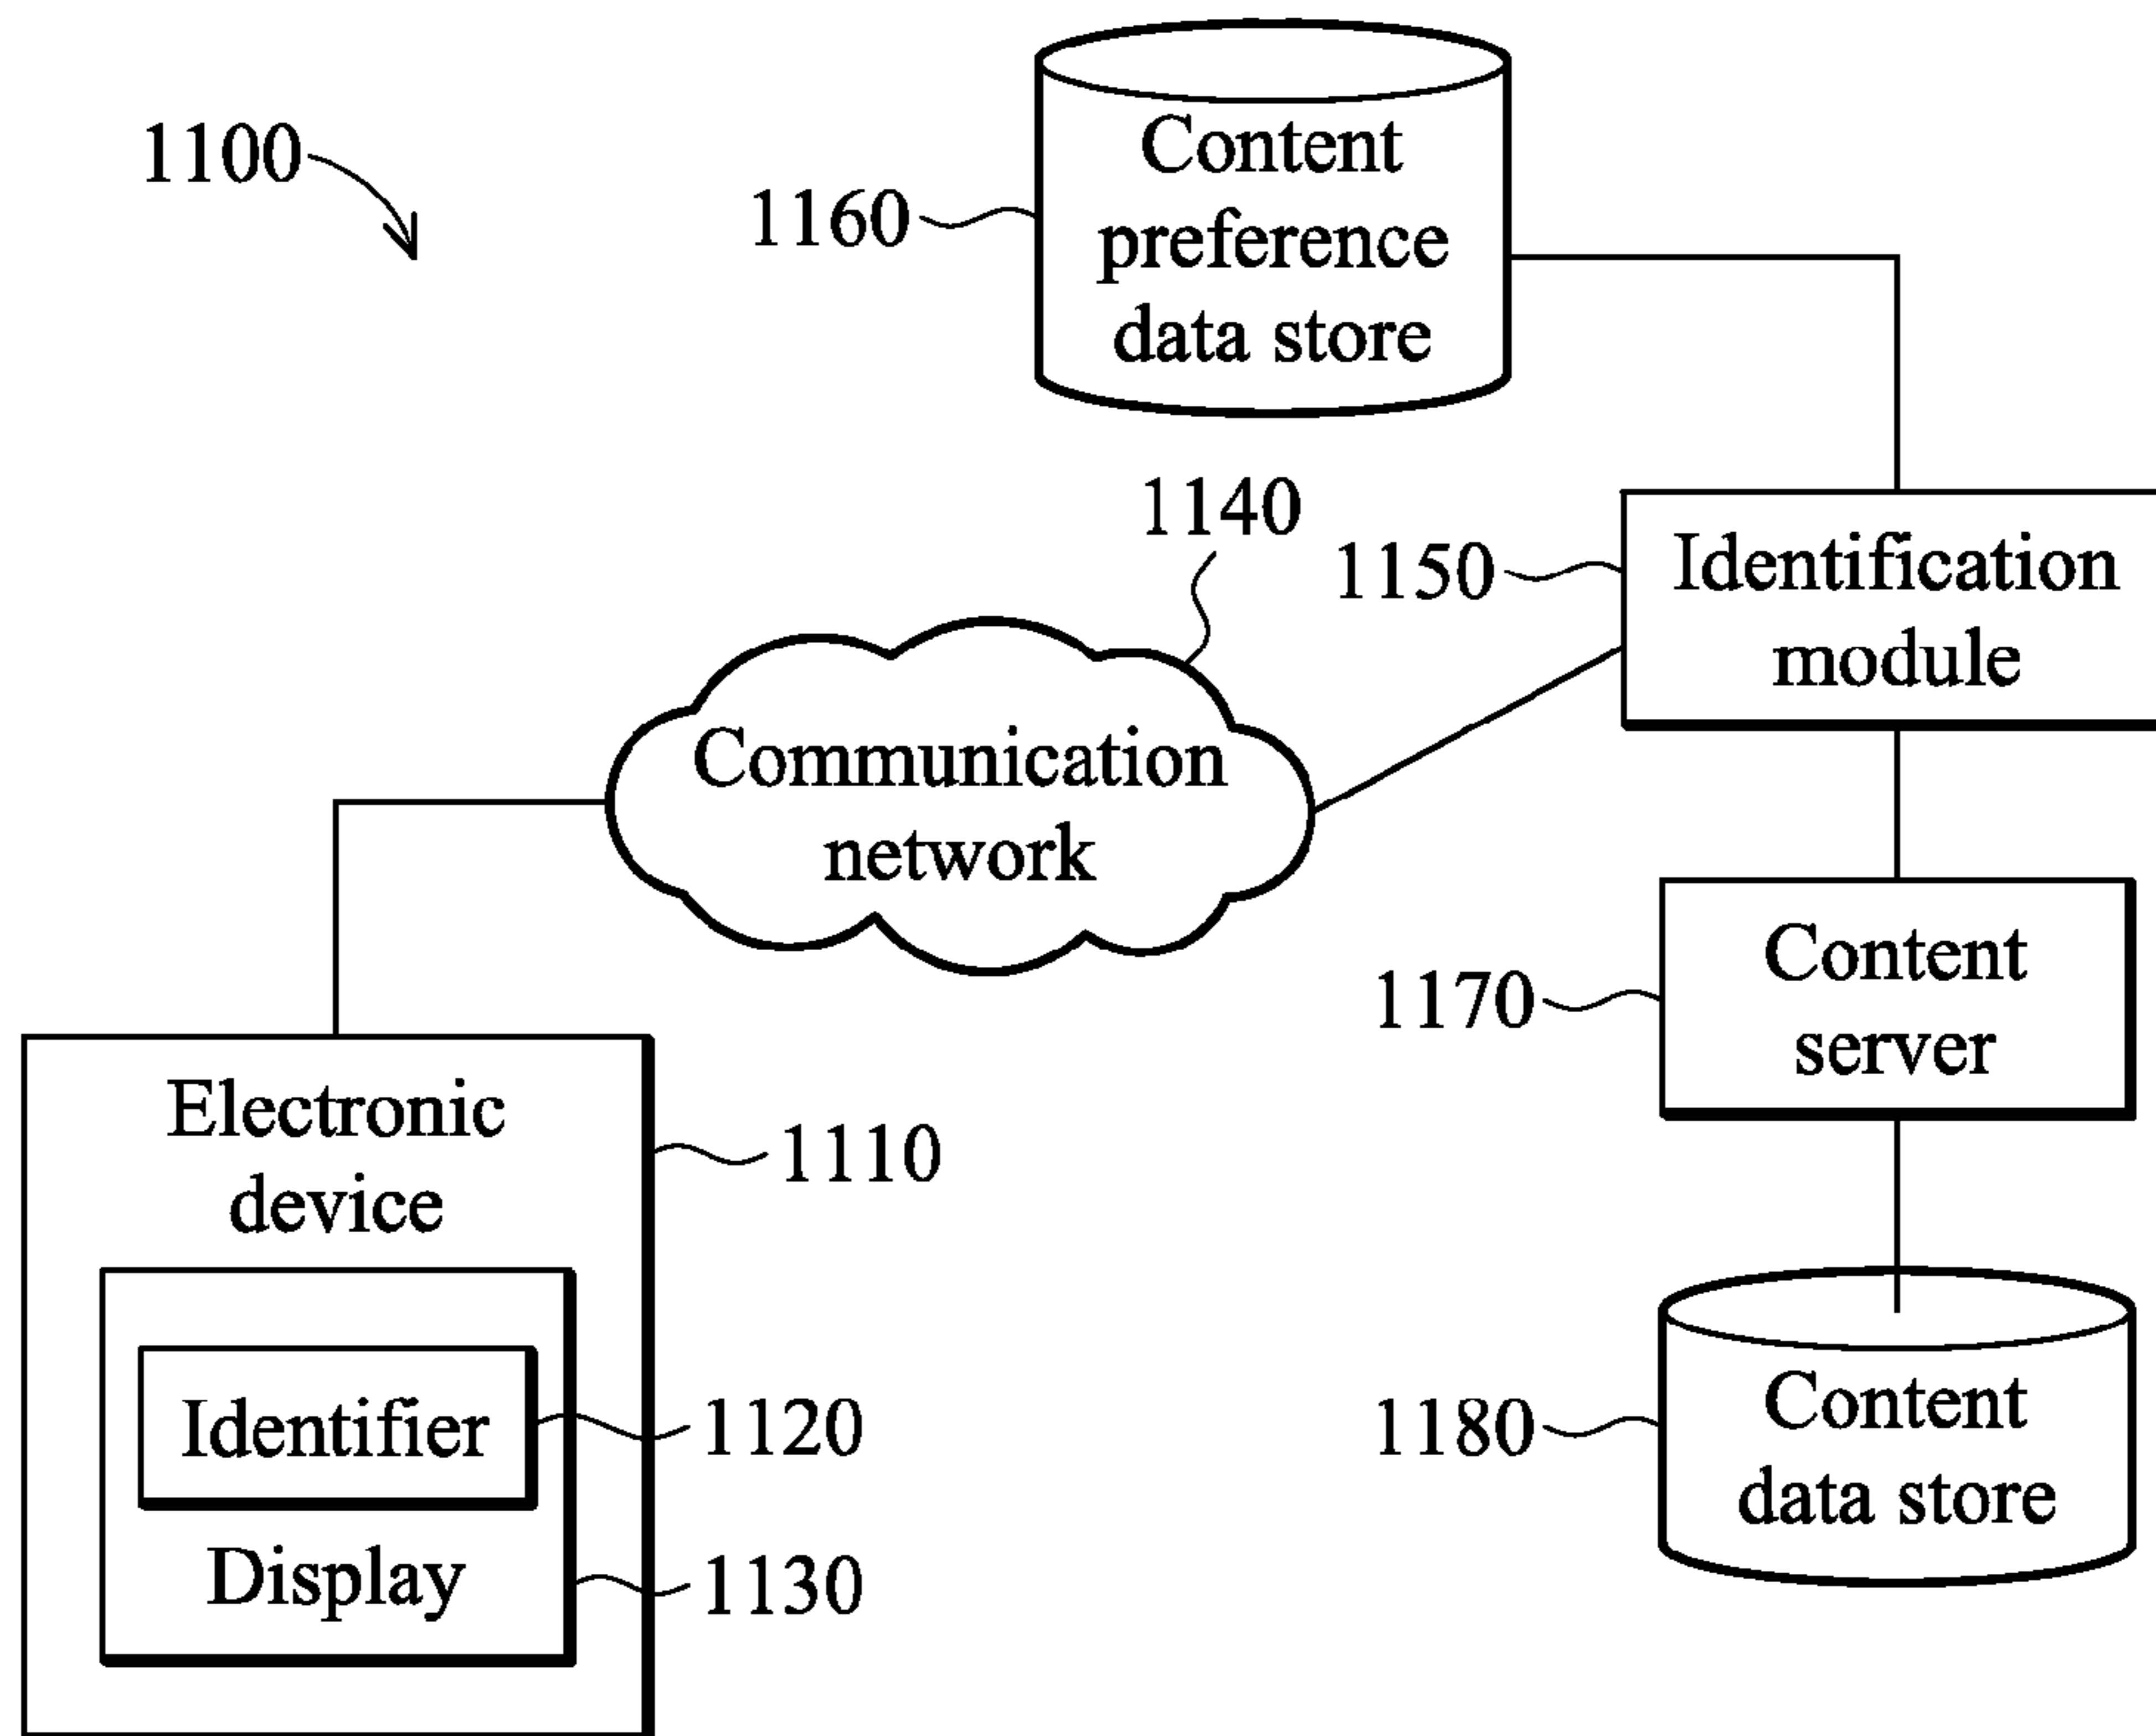 1100
1160
Content
preference
data store
1140
1150
Identification
module
Communication
network
1170
Content
server
Electronic
device
1110
Identifier
1120
Display
1130
1180
Content
data store